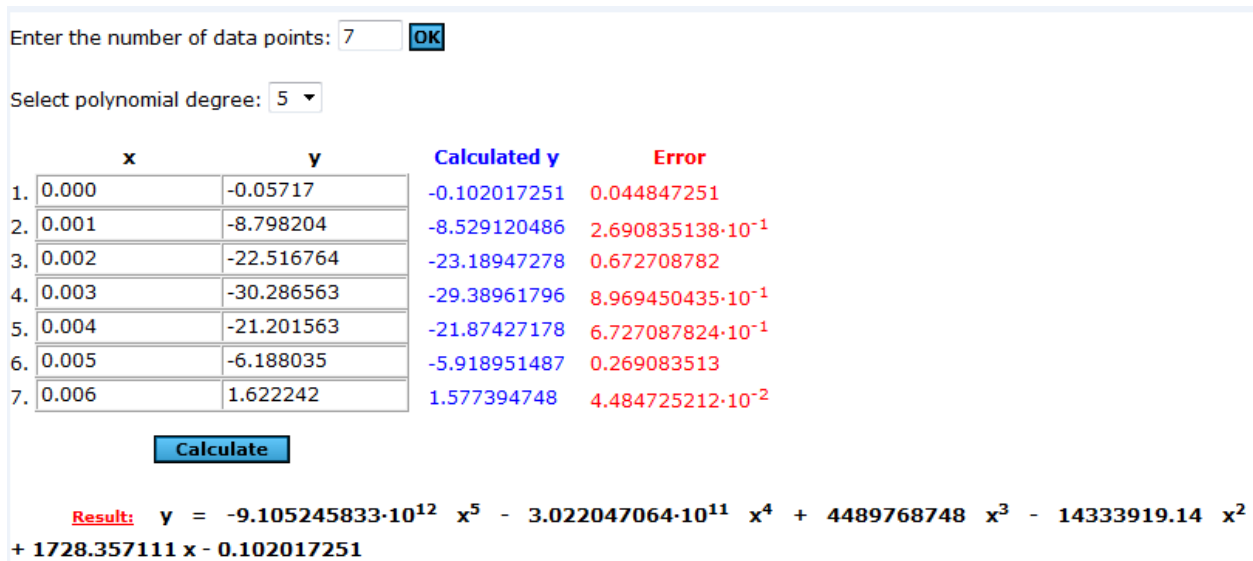 Enter the number of data points: 7 OK
Select polynomial degree: 5
x y Calculated y Error
1. 0.000 -0.05717 -0.102017251 0.044847251
2. 0.001 -8.798204 -8.529120486 2.690835138·10⁻¹
3. 0.002 -22.516764 -23.18947278 0.672708782
4. 0.003 -30.286563 -29.38961796 8.969450435·10⁻¹
5. 0.004 -21.201563 -21.87427178 6.727087824·10⁻¹
6. 0.005 -6.188035 -5.918951487 0.269083513
7. 0.006 1.622242 1.577394748 4.484725212·10⁻²
Calculate
Result: y = -9.105245833·10¹² x⁵ - 3.022047064·10¹¹ x⁴ + 4489768748 x³ - 14333919.14 x²
+ 1728.357111 x - 0.102017251